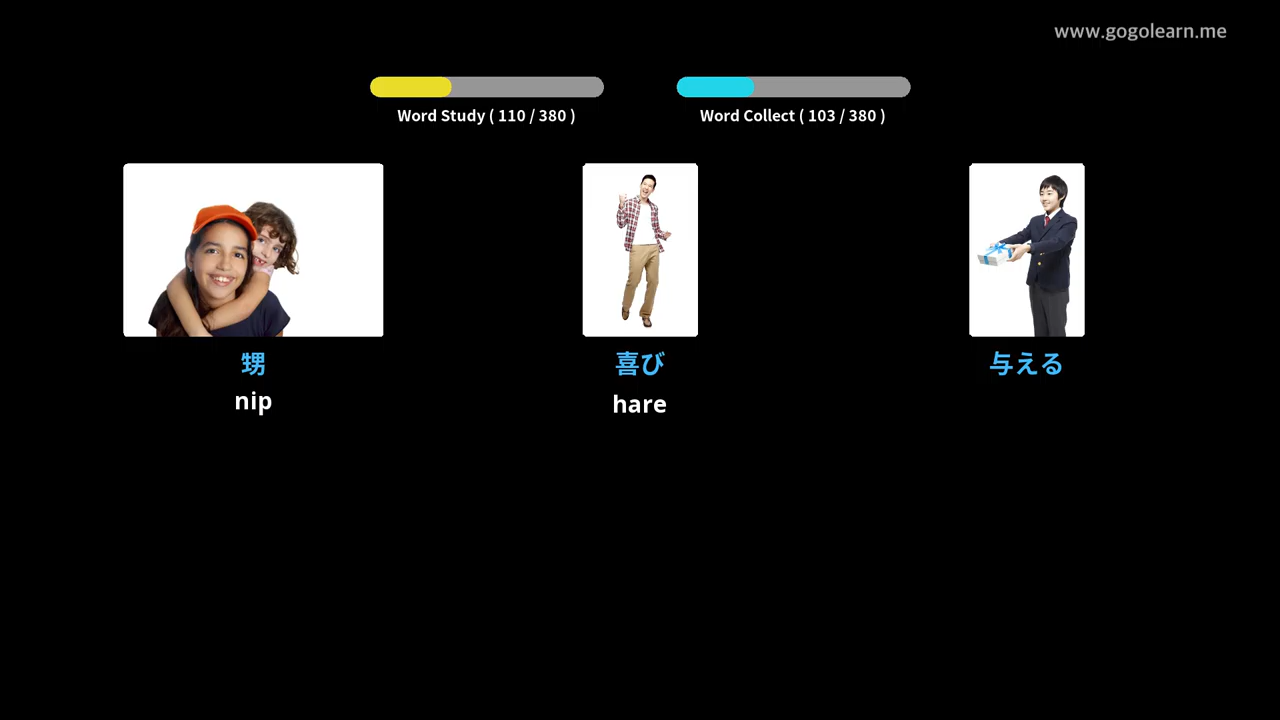 www.gogolearn.me
Word Study ( 110 / 380 )
Word Collect ( 103 / 380 )
甥
喜び
与える
nip
hare